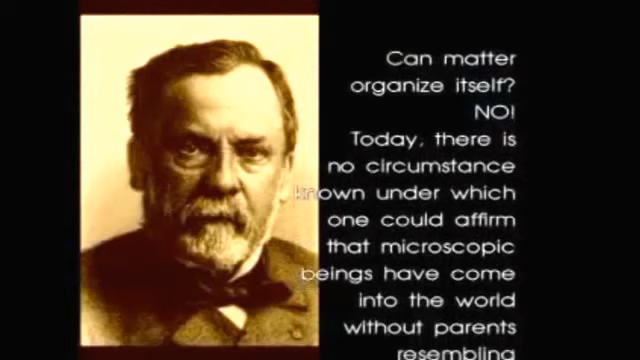 Can matter
organize itself?
NO!
Today, there is
no circumstance
known under which
one could affirm
that microscopic
beings have come
into the world
without parents
resembling